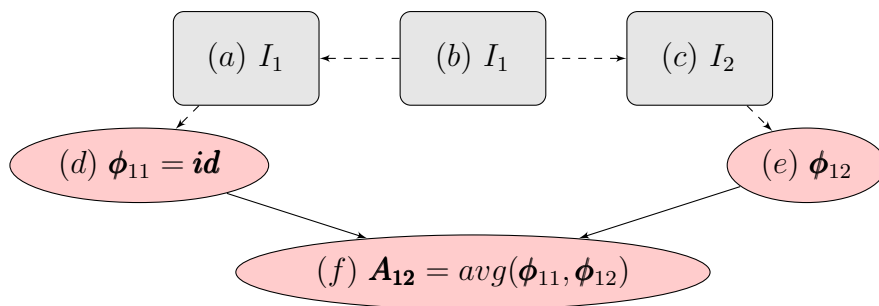 (a) I₁ (b) I₁ (c) I₂
(d) ϕ₁₁ = id (e) ϕ₁₂
(f) A₁₂ = avg(ϕ₁₁, ϕ₁₂)